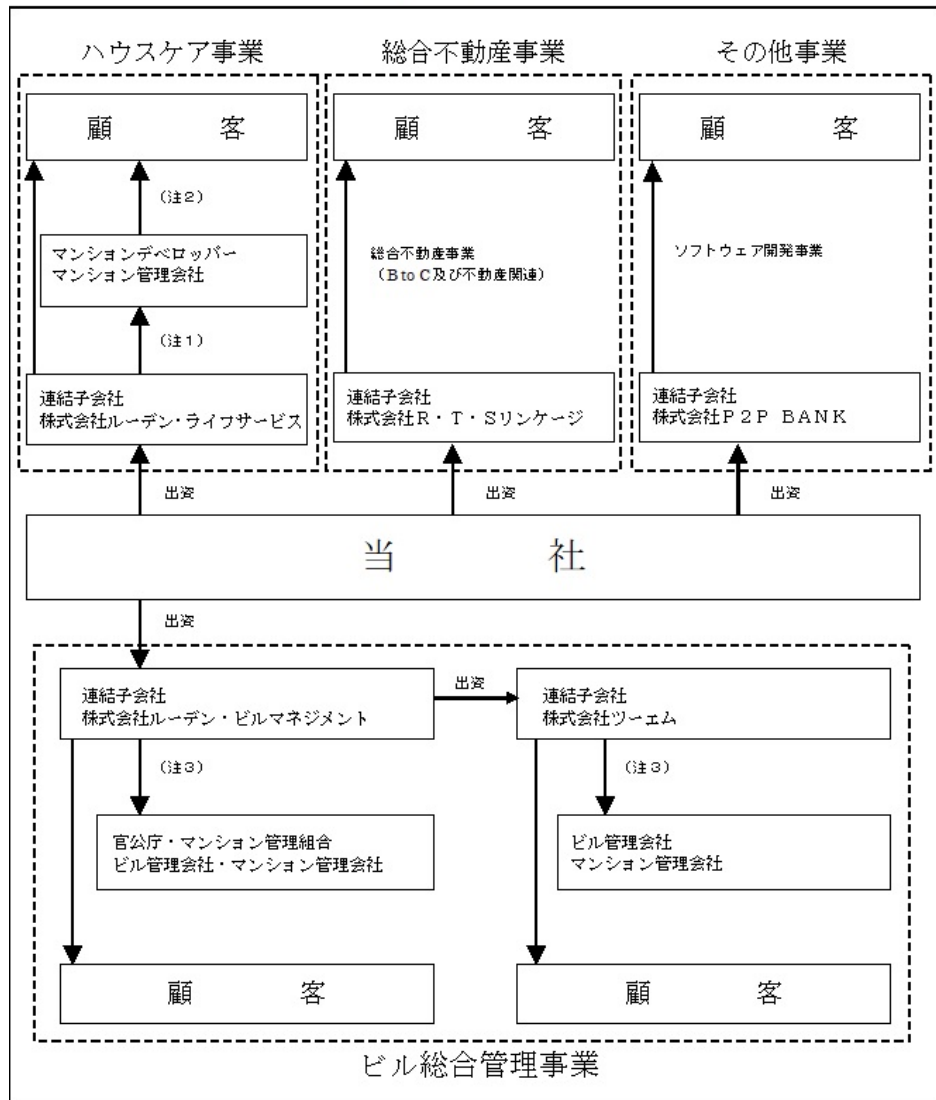 ハウスケア事業
総合不動産事業
その他事業
顧 客
顧 客
顧 客
(注2)
マンションデベロッパー
マンション管理会社
総合不動産事業
(B to C及び不動産関連)
ソフトウェア開発事業
(注1)
連結子会社
株式会社ルーデン・ライフサービス
連結子会社
株式会社R・T・Sリンケージ
連結子会社
株式会社P2P BANK
出資
出資
出資
当 社
出資
連結子会社
株式会社ルーデン・ビルマネジメント
出資
連結子会社
株式会社ツーエム
(注3)
(注3)
官公庁・マンション管理組合
ビル管理会社・マンション管理会社
ビル管理会社
マンション管理会社
顧 客
顧 客
ビル総合管理事業